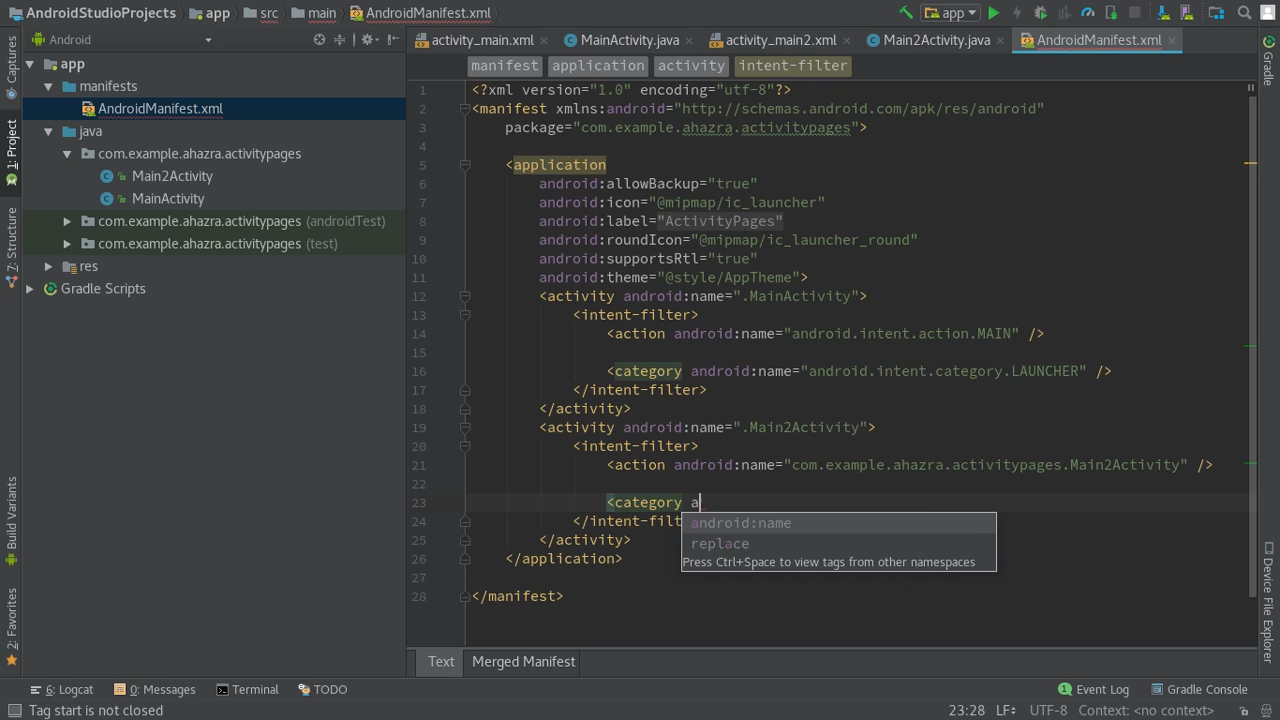 AndroidStudioProjects app src main AndroidManifest.xml app
Android
activity_main.xml MainActivity.java activity_main2.xml Main2Activity.java AndroidManifest.xml
manifest application activity intent-filter
Captures
1: Project
7: Structure
Build Variants
2: Favorites
Gradle
Device File Explorer
app
manifests
AndroidManifest.xml
java
com.example.ahazra.activitypages
Main2Activity
MainActivity
com.example.ahazra.activitypages (androidTest)
com.example.ahazra.activitypages (test)
res
Gradle Scripts
1 <?xml version="1.0" encoding="utf-8"?>
2 <manifest xmlns:android="http://schemas.android.com/apk/res/android"
3 package="com.example.ahazra.activitypages">
4
5 <application
6 android:allowBackup="true"
7 android:icon="@mipmap/ic_launcher"
8 android:label="ActivityPages"
9 android:roundIcon="@mipmap/ic_launcher_round"
10 android:supportsRtl="true"
11 android:theme="@style/AppTheme">
12 <activity android:name=".MainActivity">
13 <intent-filter>
14 <action android:name="android.intent.action.MAIN" />
15
16 <category android:name="android.intent.category.LAUNCHER" />
17 </intent-filter>
18 </activity>
19 <activity android:name=".Main2Activity">
20 <intent-filter>
21 <action android:name="com.example.ahazra.activitypages.Main2Activity" />
22
23 <category a
24 </intent-filt
25 </activity>
26 </application>
27
28 </manifest>
android:name
replace
Press Ctrl+Space to view tags from other namespaces
Text Merged Manifest
6: Logcat 0: Messages Terminal TODO Event Log Gradle Console
Tag start is not closed 23:28 LF÷ UTF-8 Context: <no context>